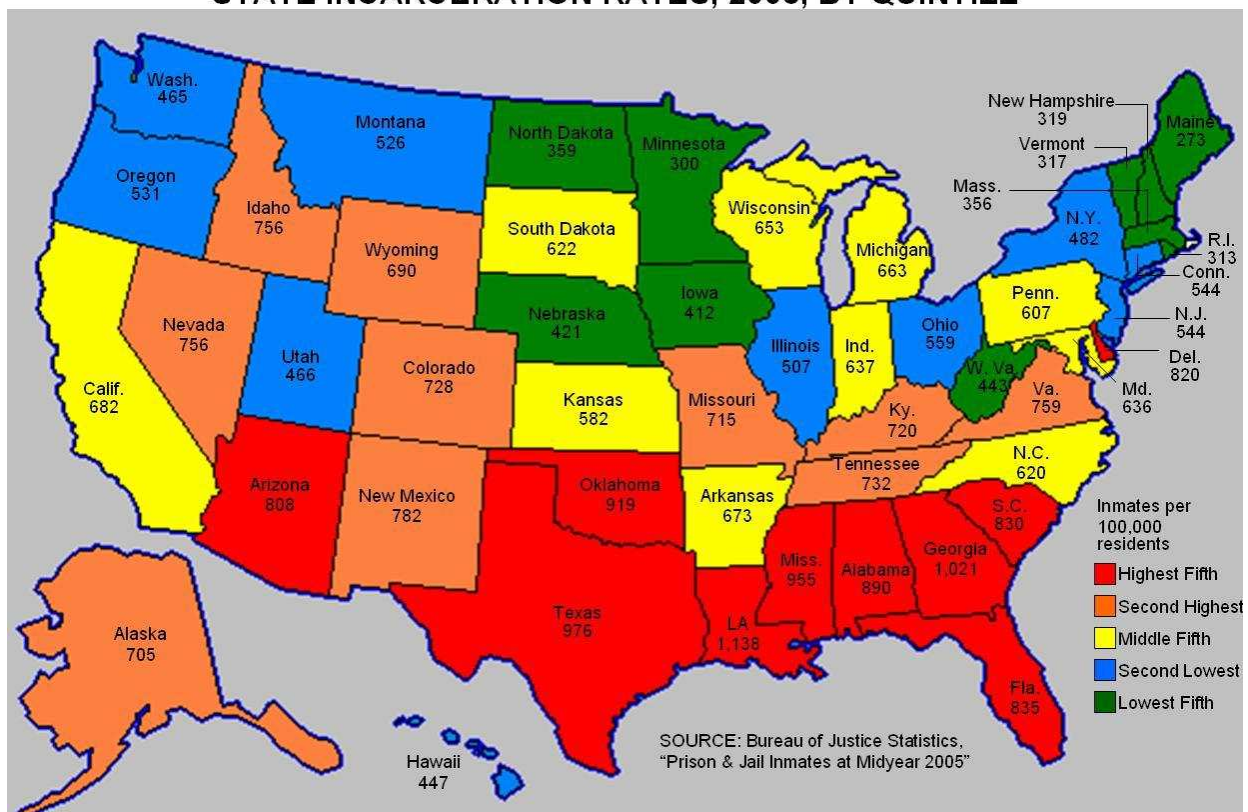 STATE INCARCERATION RATES, 2005, BY QUINTILE
Wash.
465
Montana
526
North Dakota
359
Minnesota
300
New Hampshire
319
Maine
273
Vermont
317
Mass.
356
Oregon
531
Idaho
756
Wyoming
690
South Dakota
622
Wisconsin
653
Michigan
663
N.Y.
482
R.I.
313
Conn.
544
N.J.
544
Del.
820
Md.
636
Nevada
756
Utah
466
Colorado
728
Nebraska
421
Iowa
412
Illinois
507
Ind.
637
Ohio
559
Penn.
607
W. Va.
443
Va.
759
Calif.
682
Kansas
582
Missouri
715
Ky.
720
Tennessee
732
N.C.
620
Arizona
808
New Mexico
782
Oklahoma
919
Arkansas
673
Miss.
955
Alabama
890
Georgia
1,021
S.C.
830
Texas
976
LA
1,138
Fla.
835
Alaska
705
Hawaii
447
Inmates per
100,000
residents
Highest Fifth
Second Highest
Middle Fifth
Second Lowest
Lowest Fifth
SOURCE: Bureau of Justice Statistics,
“Prison & Jail Inmates at Midyear 2005”